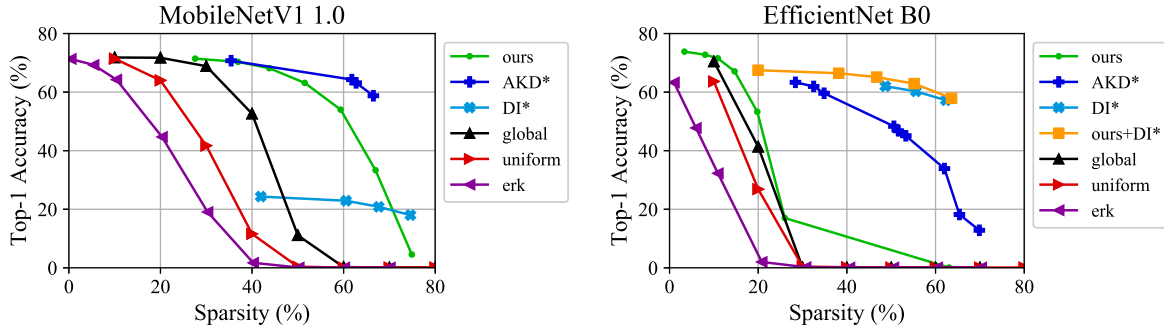 MobileNetV1 1.0
Top-1 Accuracy (%)
80
60
40
20
0
0 20 40 60 80
Sparsity (%)
ours
AKD*
DI*
global
uniform
erk
EfficientNet B0
Top-1 Accuracy (%)
80
60
40
20
0
0 20 40 60 80
Sparsity (%)
ours
AKD*
DI*
ours+DI*
global
uniform
erk